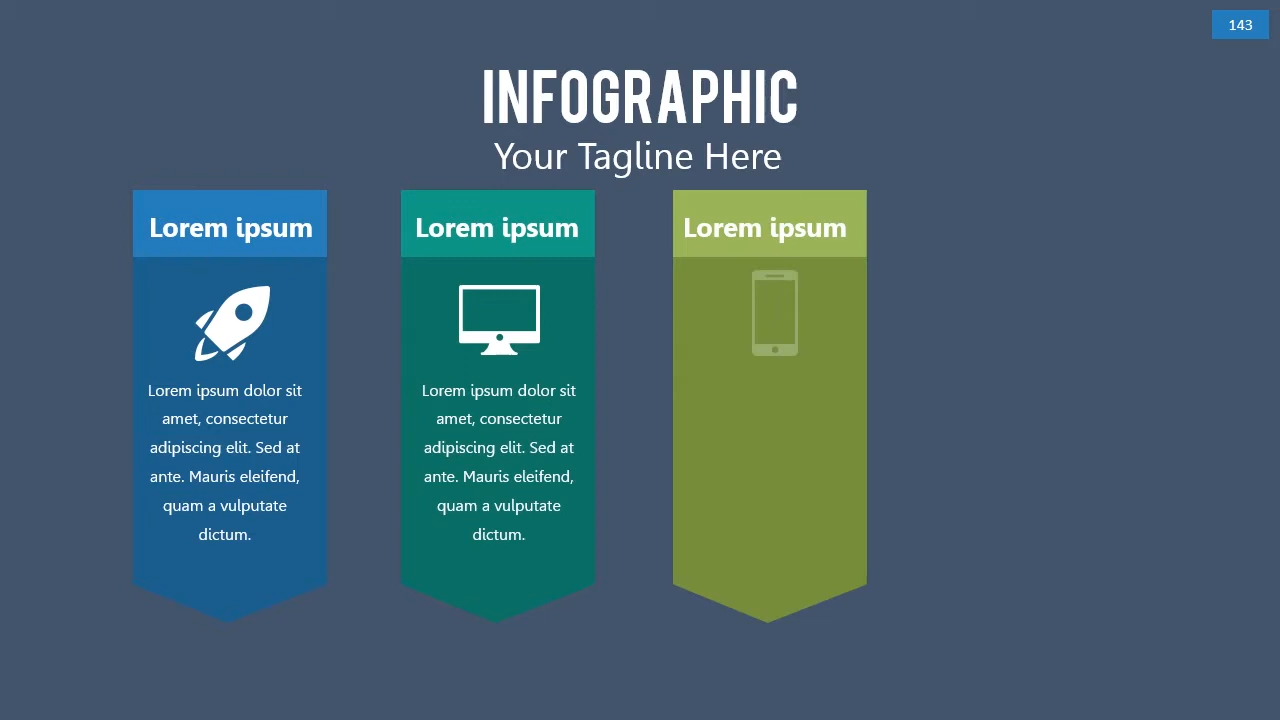 143
INFOGRAPHIC
Your Tagline Here
Lorem ipsum
Lorem ipsum dolor sit
amet, consectetur
adipiscing elit. Sed at
ante. Mauris eleifend,
quam a vulputate
dictum.
Lorem ipsum
Lorem ipsum dolor sit
amet, consectetur
adipiscing elit. Sed at
ante. Mauris eleifend,
quam a vulputate
dictum.
Lorem ipsum